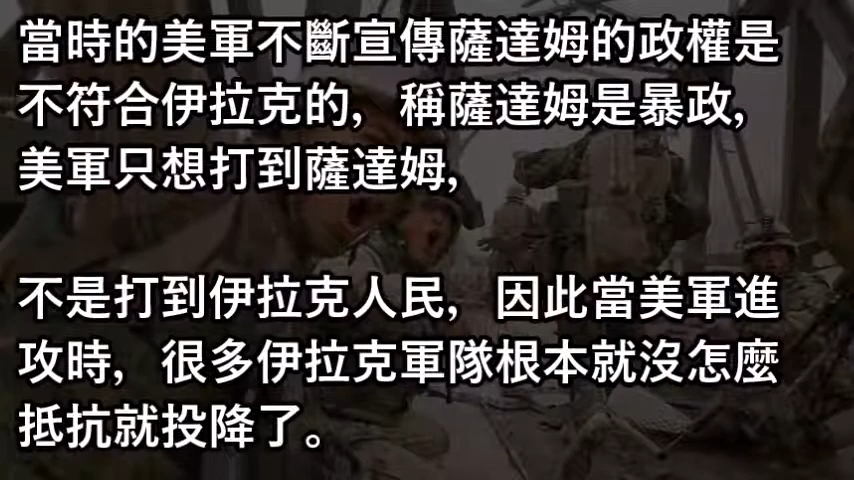 當時的美軍不斷宣傳薩達姆的政權是
不符合伊拉克的，稱薩達姆是暴政，
美軍只想打到薩達姆，
不是打到伊拉克人民，因此當美軍進
攻時，很多伊拉克軍隊根本就沒怎麼
抵抗就投降了。